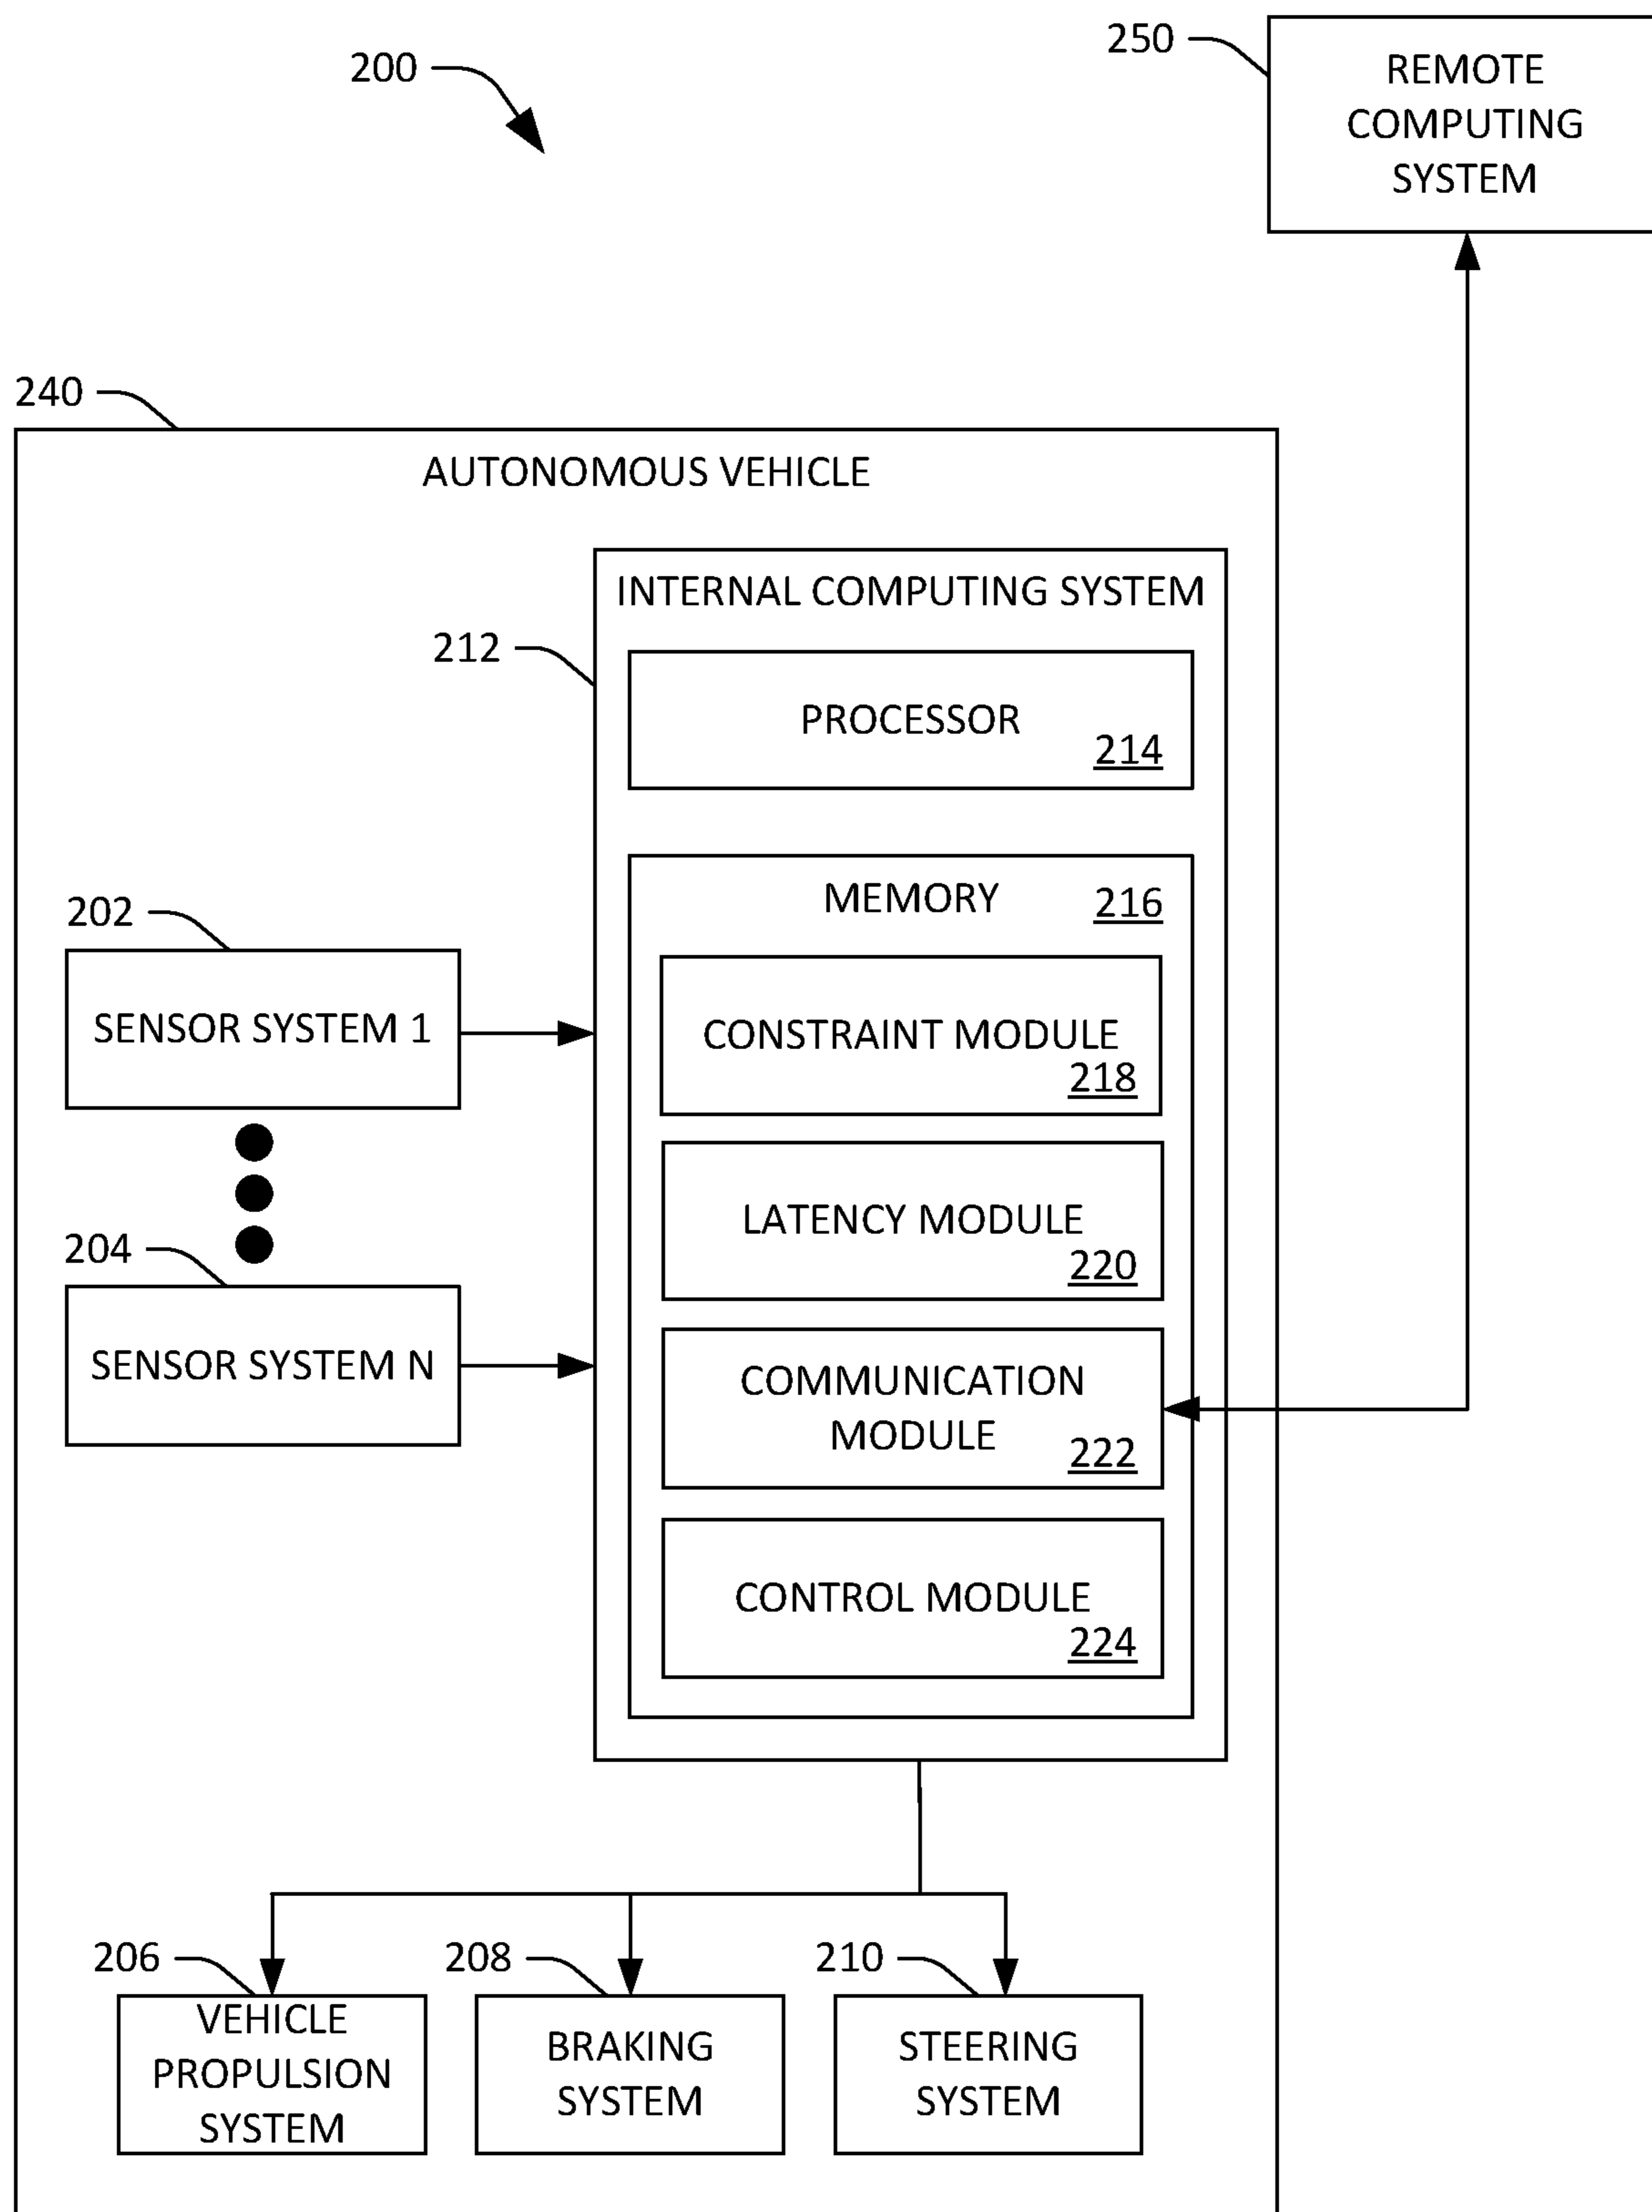 200
250
REMOTE
COMPUTING
SYSTEM
240
AUTONOMOUS VEHICLE
INTERNAL COMPUTING SYSTEM
212
PROCESSOR
214
MEMORY
216
202
SENSOR SYSTEM 1
CONSTRAINT MODULE
218
LATENCY MODULE
220
204
SENSOR SYSTEM N
COMMUNICATION
MODULE
222
CONTROL MODULE
224
206
VEHICLE
PROPULSION
SYSTEM
208
BRAKING
SYSTEM
210
STEERING
SYSTEM